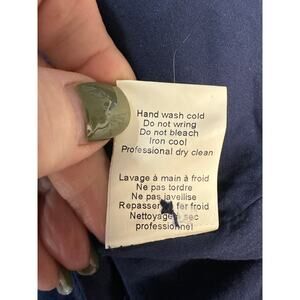 Hand wash cold
Do not wring
Do not bleach
Iron cool
Professional dry clean
Lavage à main à froid
Ne pas tordre
Ne pas javellise
Repasser à fer froid
Nettoyage à sec
professionnel